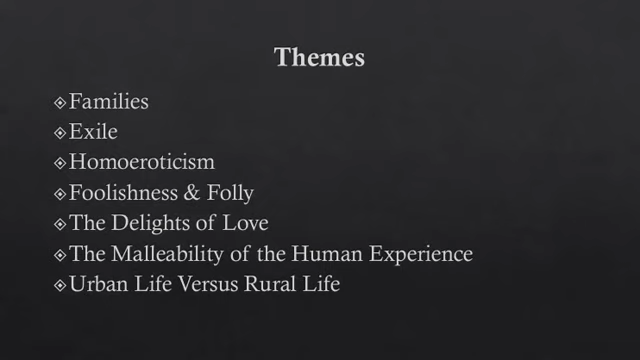 Themes
Families
Exile
Homoeroticism
Foolishness & Folly
The Delights of Love
The Malleability of the Human Experience
Urban Life Versus Rural Life